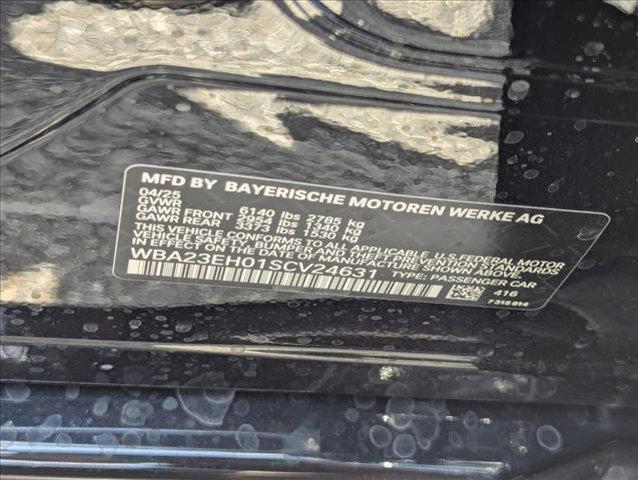 MFD BY BAYERISCHE MOTOREN WERKE AG
04/25
GVWR 6140 lbs 2785 kg
GAWR FRONT 2954 lbs 1340 kg
GAWR REAR 3373 lbs 1530 kg
THIS VEHICLE CONFORMS TO ALL APPLICABLE U.S. FEDERAL MOTOR
VEHICLE SAFETY, BUMPER, AND THEFT PREVENTION STANDARDS
IN EFFECT ON THE DATE OF MANUFACTURE SHOWN ABOVE.
WBA23EH01SCV24631 TYPE: PASSENGER CAR
416